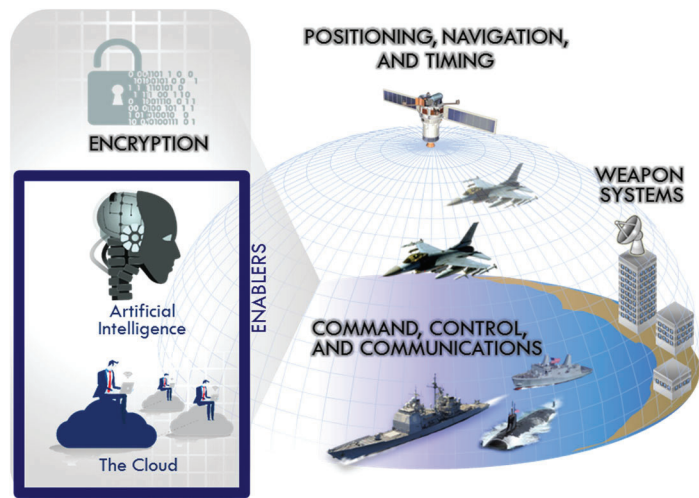 POSITIONING, NAVIGATION,
AND TIMING
ENCRYPTION
WEAPON
SYSTEMS
ENABLERS
Artificial
Intelligence
COMMAND, CONTROL,
AND COMMUNICATIONS
The Cloud